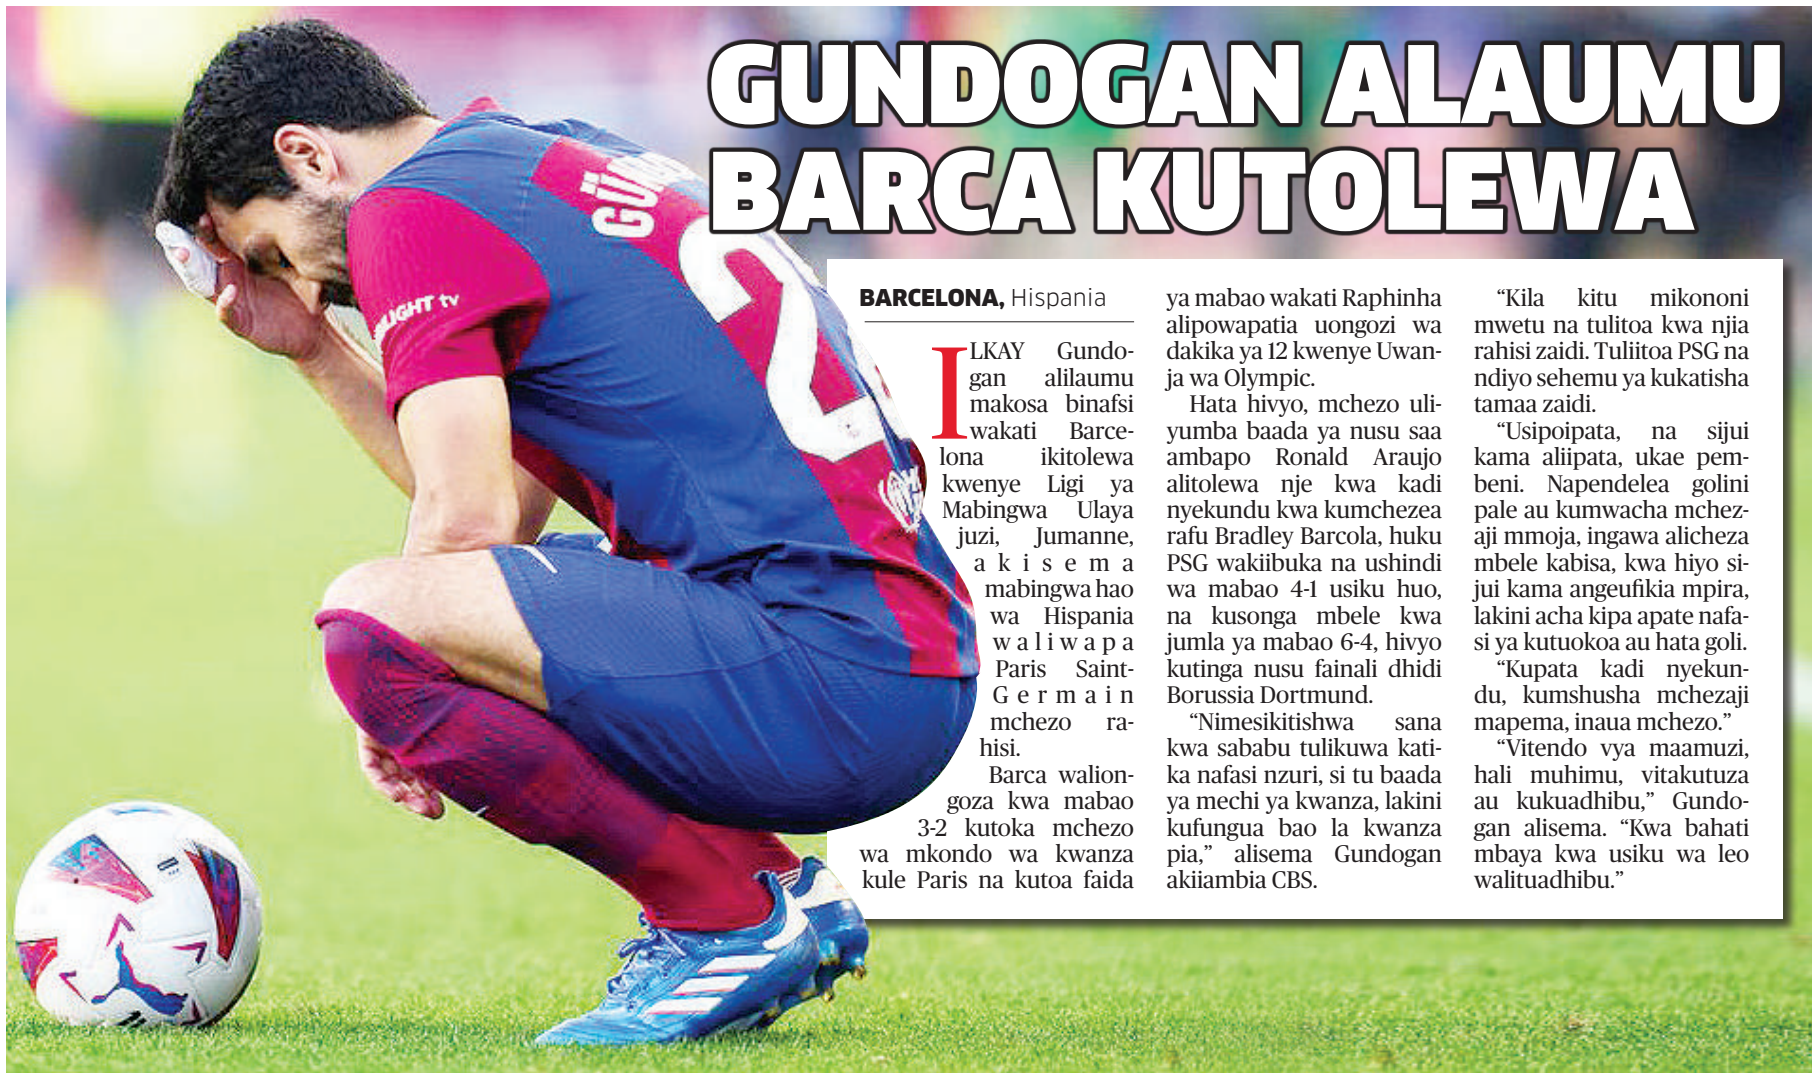 GUNDOGAN ALAUMU
BARCA KUTOLEWA
BARCELONA, Hispania
ILKAY Gundo-
gan alilaumu
makosa binafsi
wakati Barce-
lona ikitolewa
kwenye Ligi ya
Mabingwa Ulaya
juzi, Jumanne,
akisema
mabingwa hao
wa Hispania
waliwapa
Paris Saint-
Germain
mchezo ra-
hisi.
Barca walion-
goza kwa mabao
3-2 kutoka mchezo
wa mkondo wa kwanza
kule Paris na kutoa faida
ya mabao wakati Raphinha
alipowapatia uongozi wa
dakika ya 12 kwenye Uwan-
ja wa Olympic.
Hata hivyo, mchezo uli-
yumba baada ya nusu saa
ambapo Ronald Araujo
alitolewa nje kwa kadi
nyekundu kwa kumchezea
rafu Bradley Barcola, huku
PSG wakiibuka na ushindi
wa mabao 4-1 usiku huo,
na kusonga mbele kwa
jumla ya mabao 6-4, hivyo
kutinga nusu fainali dhidi
Borussia Dortmund.
“Nimesikitishwa sana
kwa sababu tulikuwa kati-
ka nafasi nzuri, si tu baada
ya mechi ya kwanza, lakini
kufungua bao la kwanza
pia,” alisema Gundogan
akiiambia CBS.
“Kila kitu mikononi
mwetu na tulitoa kwa njia
rahisi zaidi. Tuliitoa PSG na
ndiyo sehemu ya kukatisha
tamaa zaidi.
“Usipoipata, na sijui
kama aliipata, ukae pem-
beni. Napendelea golini
pale au kumwacha mchez-
aji mmoja, ingawa alicheza
mbele kabisa, kwa hiyo si-
jui kama angeufikia mpira,
lakini acha kipa apate nafa-
si ya kutuokoa au hata goli.
“Kupata kadi nyekun-
du, kumshusha mchezaji
mapema, inaua mchezo.”
“Vitendo vya maamuzi,
hali muhimu, vitakutuza
au kukuadhibu,” Gundo-
gan alisema. “Kwa bahati
mbaya kwa usiku wa leo
walituadhibu.”
LIGHT tv
2